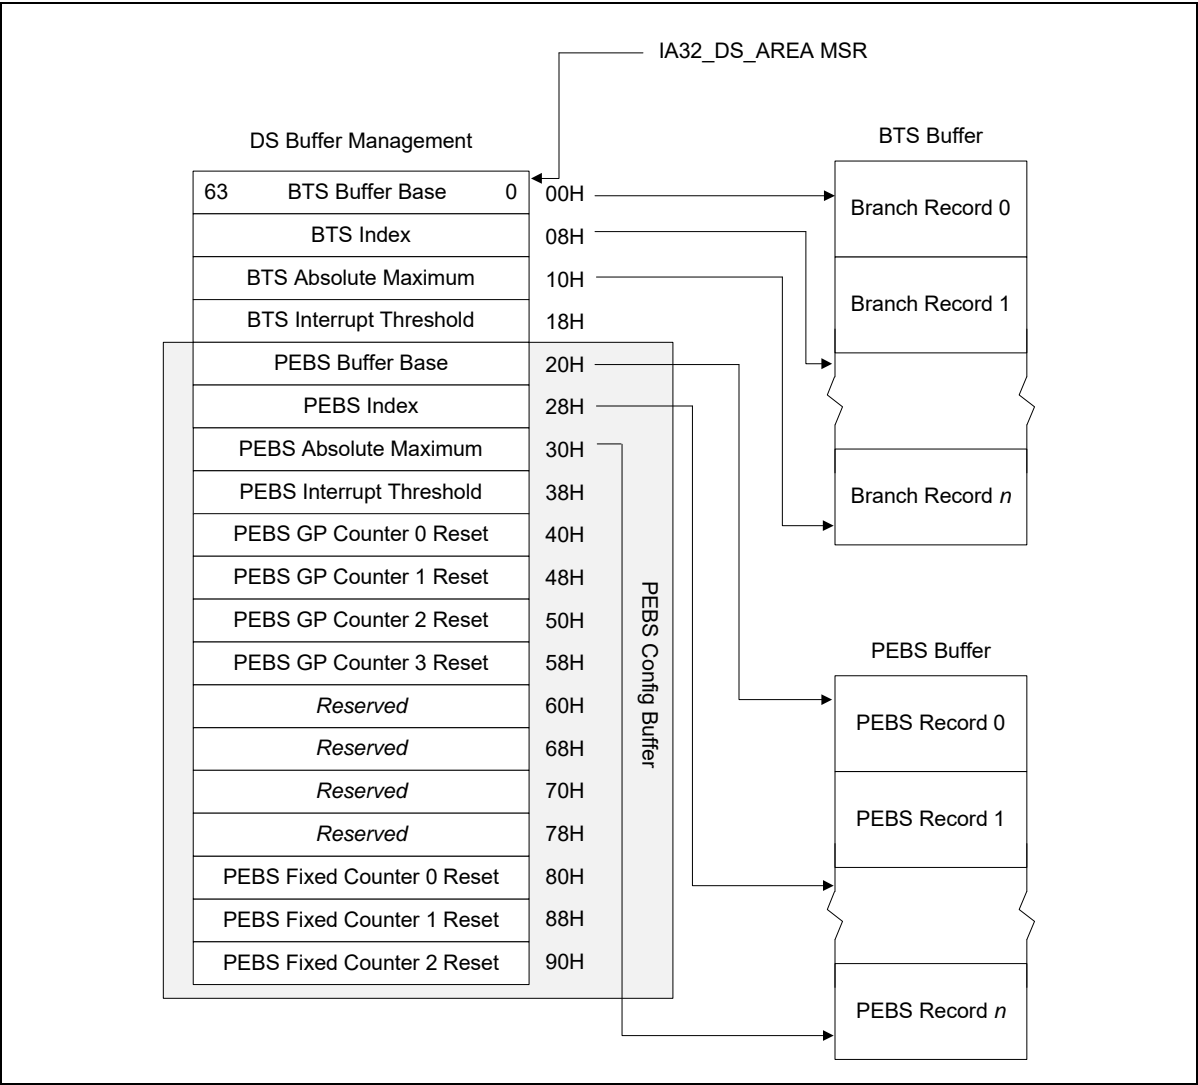 IA32_DS_AREA MSR
DS Buffer Management
63 BTS Buffer Base 0 00H
BTS Index 08H
BTS Absolute Maximum 10H
BTS Interrupt Threshold 18H
PEBS Buffer Base 20H
PEBS Index 28H
PEBS Absolute Maximum 30H
PEBS Interrupt Threshold 38H
PEBS GP Counter 0 Reset 40H
PEBS GP Counter 1 Reset 48H
PEBS GP Counter 2 Reset 50H
PEBS GP Counter 3 Reset 58H
Reserved 60H
Reserved 68H
Reserved 70H
Reserved 78H
PEBS Fixed Counter 0 Reset 80H
PEBS Fixed Counter 1 Reset 88H
PEBS Fixed Counter 2 Reset 90H
PEBS Config Buffer
BTS Buffer
Branch Record 0
Branch Record 1
Branch Record n
PEBS Buffer
PEBS Record 0
PEBS Record 1
PEBS Record n